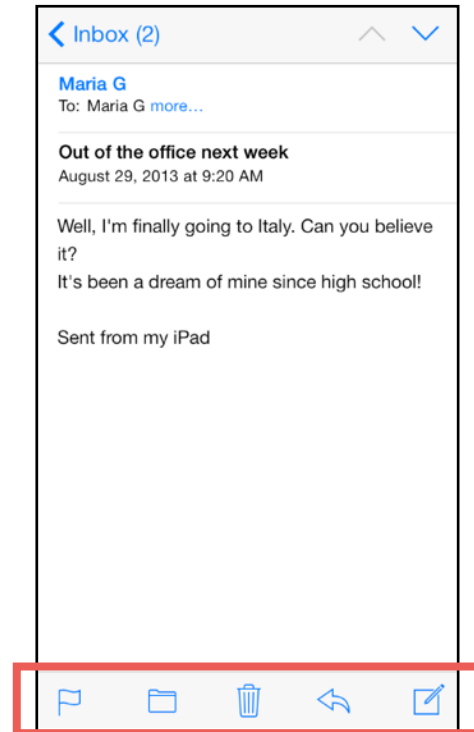 Inbox (2)
Maria G
To: Maria G more...
Out of the office next week
August 29, 2013 at 9:20 AM
Well, I'm finally going to Italy. Can you believe
it?
It's been a dream of mine since high school!
Sent from my iPad